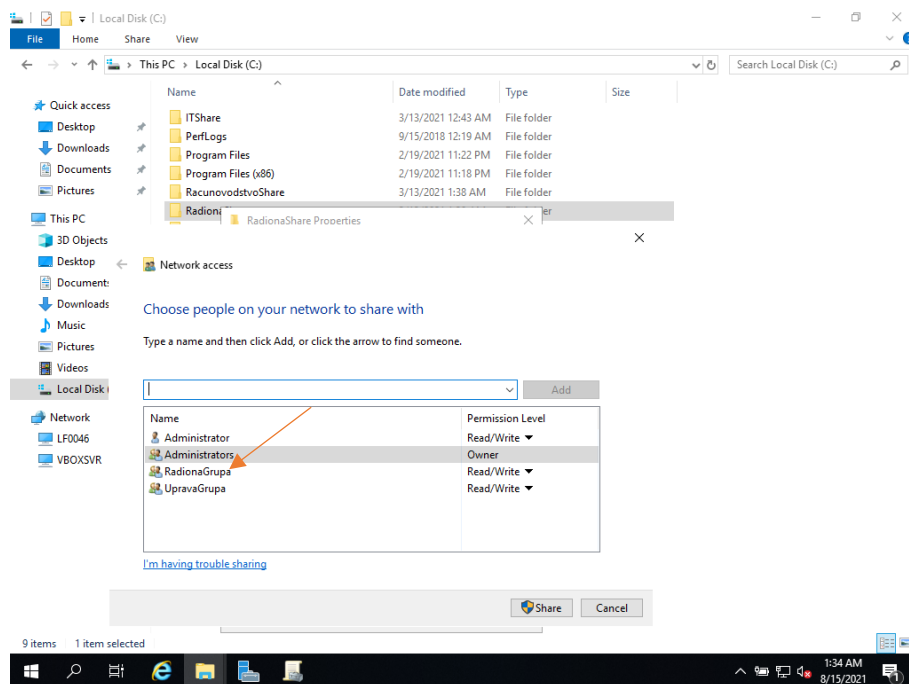 Local Disk (C:)
File Home Share View
This PC > Local Disk (C:)
Search Local Disk (C:)
Name Date modified Type Size
Quick access
Desktop
Downloads
Documents
Pictures
This PC
3D Objects
Desktop
Document
Downloads
Music
Pictures
Videos
Local Disk
Network
LF0046
VBOXSVR
ITShare 3/13/2021 12:43 AM File folder
PerfLogs 9/15/2018 12:19 AM File folder
Program Files 2/19/2021 11:22 PM File folder
Program Files (x86) 2/19/2021 11:18 PM File folder
RacunovodstvoShare 3/13/2021 1:38 AM File folder
RadionaShare Properties
Network access
Choose people on your network to share with
Type a name and then click Add, or click the arrow to find someone.
Add
Name Permission Level
Administrator Read/Write
Administrators Owner
RadionaGrupa Read/Write
UpravaGrupa Read/Write
I'm having trouble sharing
Share Cancel
9 items 1 item selected
1:34 AM
8/15/2021